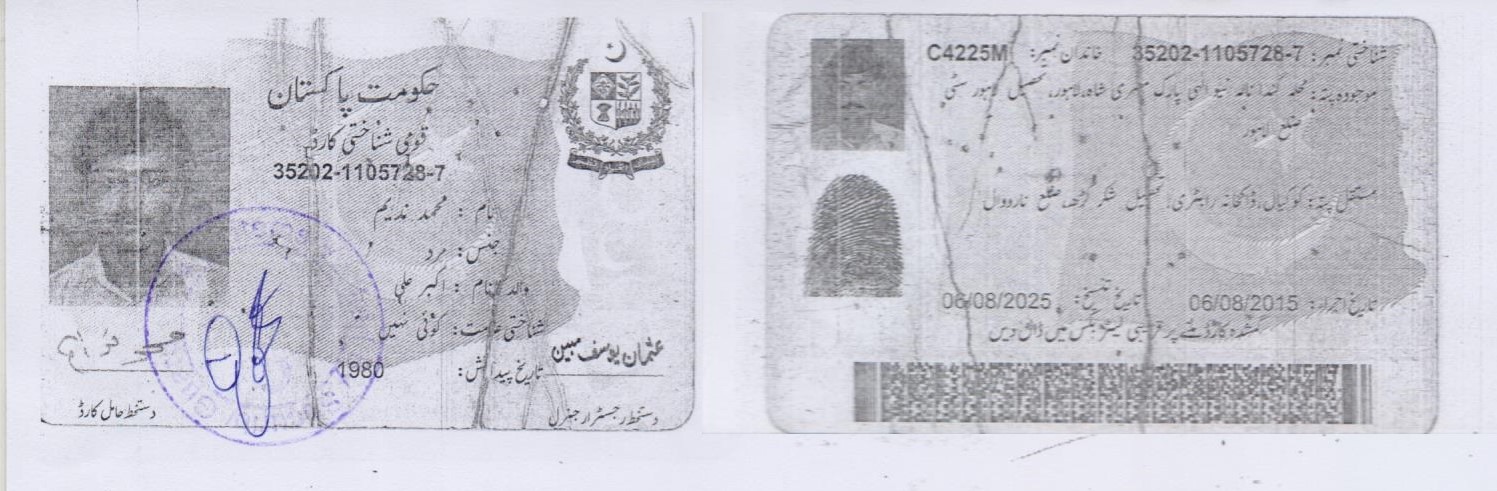 حکومت پاکستان
قومی شناختی کارڈ
35202-1105728-7
نام : محمد ندیم
جنس: مرد
والد کا نام : اکبر علی
شناختی علامت: کوئی نہیں
تاریخ پیدائش: 1980
عثمان یوسف مبین
دستخط حامل کارڈ
دستخط رجسٹرار جنرل
شناختی نمبر: 35202-1105728-7 خاندان نمبر: C4225M
موجودہ پتہ: محلہ گندا نالہ نیو الہی پارک مصری شاہ، لاہور، تحصیل لاہور سٹی
ضلع لاہور
مستقل پتہ: کوکیال، ڈاکخانہ تحصیل شکر گڑھ، ضلع نارووال
تاریخ اجراء: 06/08/2015 تاریخ تنسیخ: 06/08/2025
گمشدہ کارڈ ملنے پر قریبی لیٹر بکس میں ڈال دیں